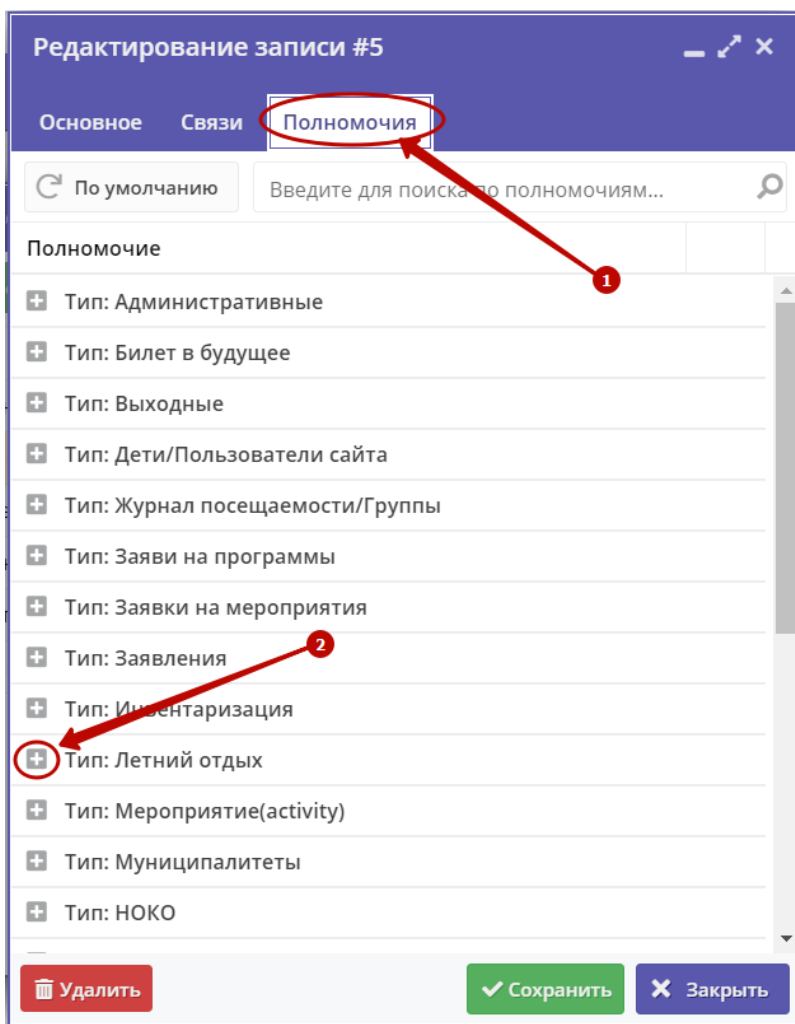 Редактирование записи #5
Основное Связи Полномочия
По умолчанию Введите для поиска по полномочиям...
Полномочие
1
Тип: Административные
Тип: Билет в будущее
Тип: Выходные
Тип: Дети/Пользователи сайта
Тип: Журнал посещаемости/Группы
Тип: Заяви на программы
Тип: Заявки на мероприятия
2
Тип: Заявления
Тип: Инвентаризация
Тип: Летний отдых
Тип: Мероприятие(activity)
Тип: Муниципалитеты
Тип: НОКО
Удалить Сохранить Закрыть